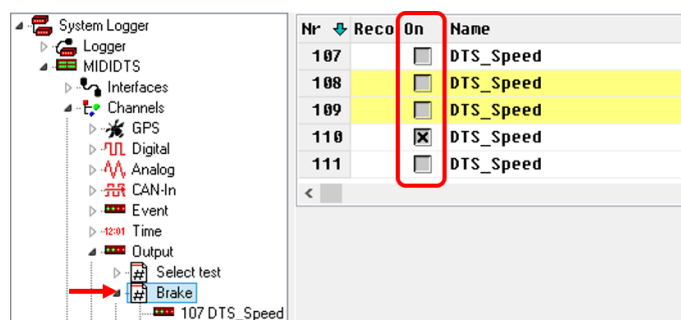 System Logger
Logger
MIDIDTS
Interfaces
Channels
GPS
Digital
Analog
CAN-In
Event
12:01 Time
Output
# Select test
# Brake
107 DTS_Speed
Nr Reco On Name
107 DTS_Speed
108 DTS_Speed
109 DTS_Speed
110 DTS_Speed
111 DTS_Speed